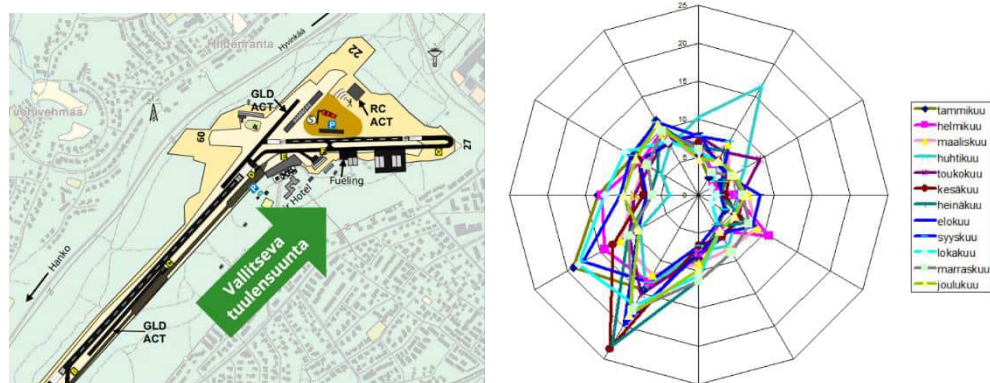 Hiidenranta
Hyvinkää
22
GLD
ACT
RC
ACT
09
27
Fueling
Hotel
Vallitseva
tuulensuunta
Hanko
GLD
ACT
25
20
15
10
5
0
tammikuu
helmikuu
maaliskuu
huhtikuu
toukokuu
kesäkuu
heinäkuu
elokuu
syyskuu
lokakuu
marraskuu
joulukuu